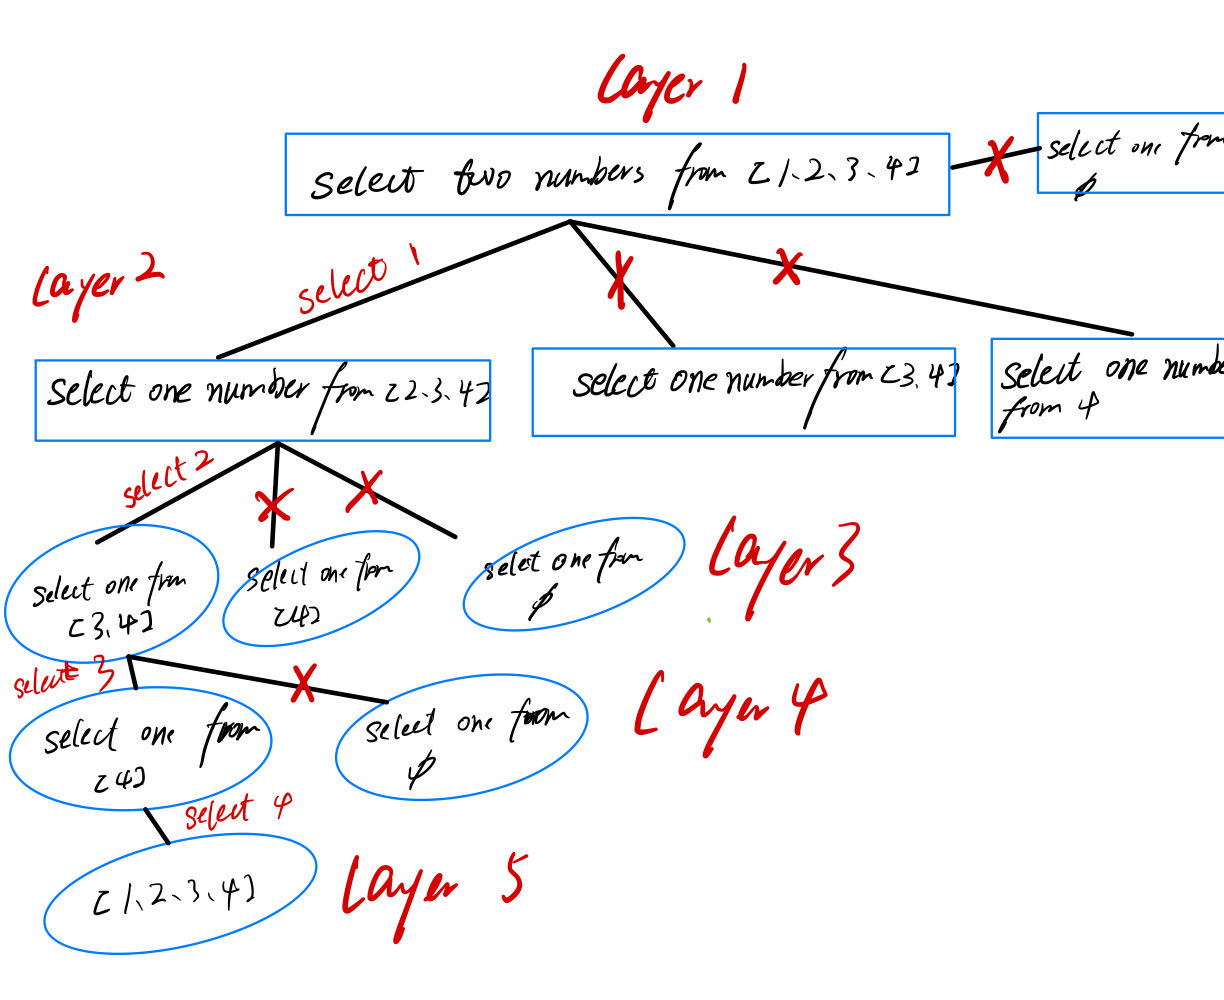 Layer 1
select two numbers from [1、2、3、4]
select one from
φ
Layer 2
select 1
select one number from [2、3、4]
select one number from [3、4]
select one numbe
from 4
select 2
select one from
[3、4]
select one from
[4]
select one from
φ
Layer 3
select 3
select one from
[4]
select one from
φ
Layer 4
select 4
[1、2、3、4]
Layer 5